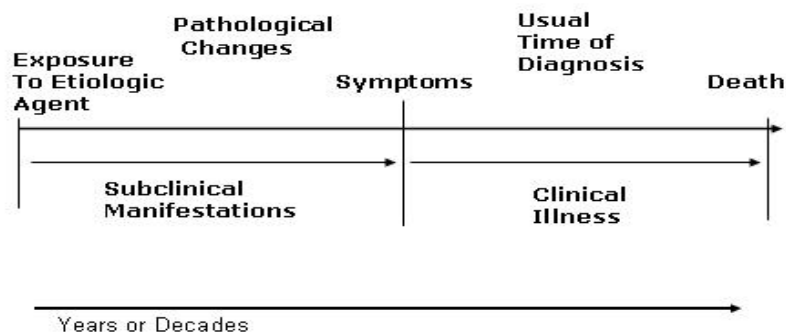 Pathological
Changes
Usual
Time of
Diagnosis
Exposure
To Etiologic
Agent
Symptoms
Death
Subclinical
Manifestations
Clinical
Illness
Years or Decades